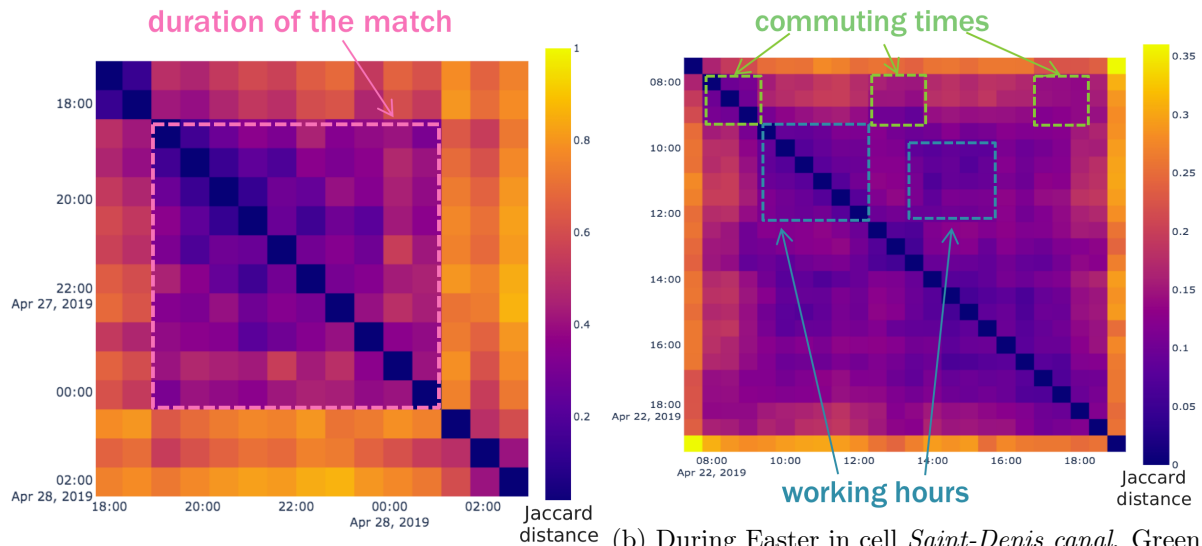 duration of the match
1
0.8
0.6
0.4
0.2
18:00
20:00
22:00
Apr 27, 2019
00:00
02:00
Apr 28, 2019
18:00
20:00
22:00
00:00
Apr 28, 2019
02:00
Jaccard
distance
commuting times
0.35
0.3
0.25
0.2
0.15
0.1
0.05
0
08:00
10:00
12:00
14:00
16:00
18:00
Apr 22, 2019
08:00
Apr 22, 2019
10:00
12:00
14:00
16:00
18:00
working hours
Jaccard
distance
(b) During Easter in cell Saint-Denis canal. Green